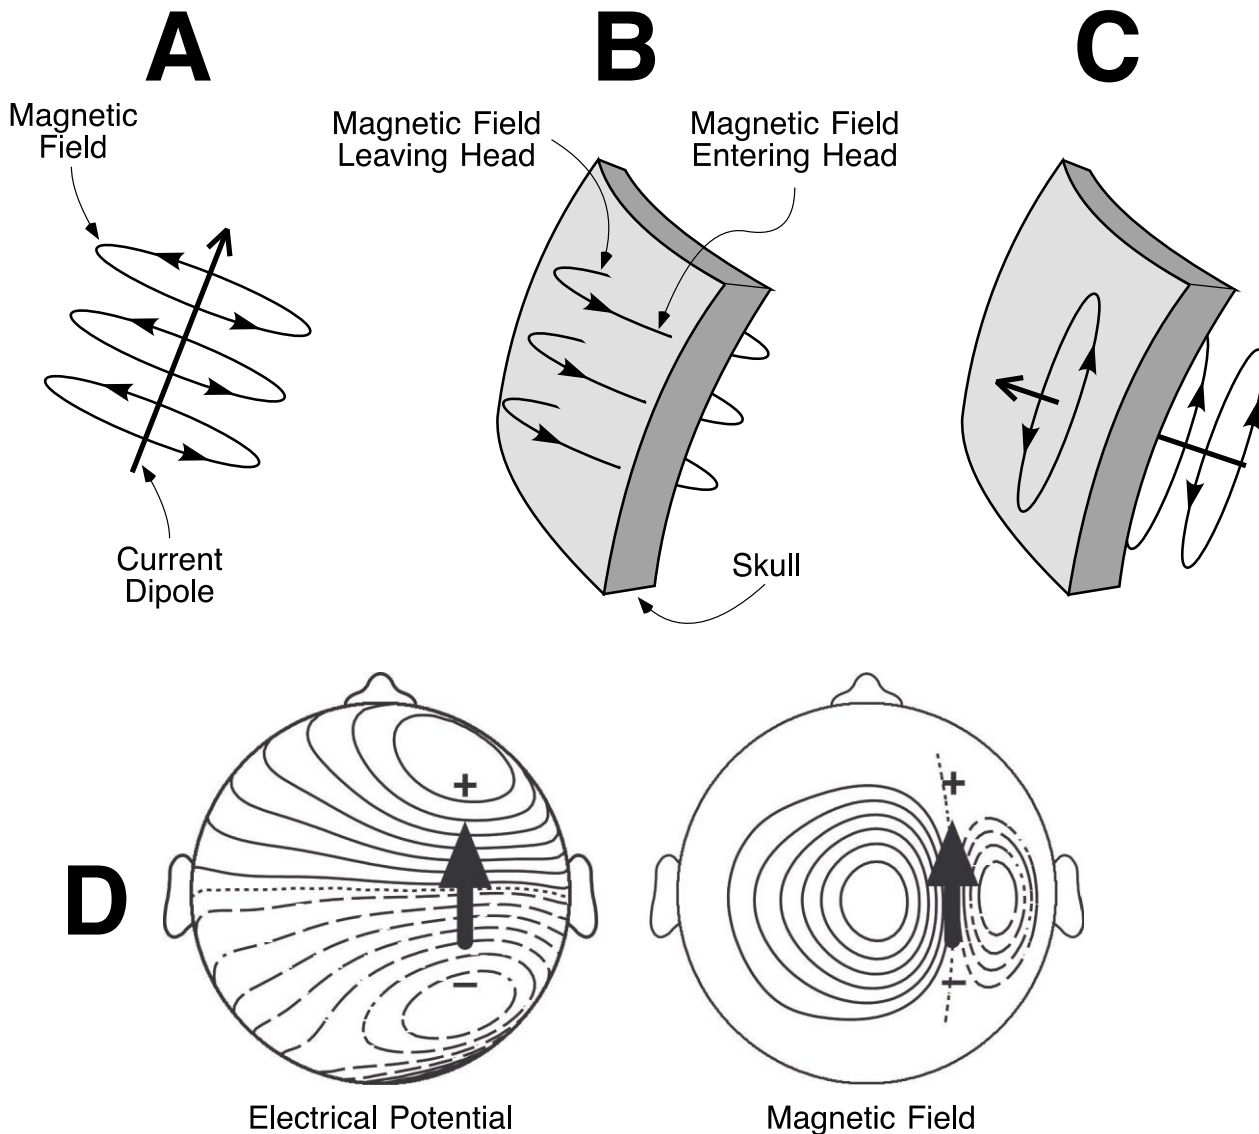 A
B
C
Magnetic
Field
Magnetic Field
Leaving Head
Magnetic Field
Entering Head
Current
Dipole
Skull
D
+
−
+
−
Electrical Potential
Magnetic Field